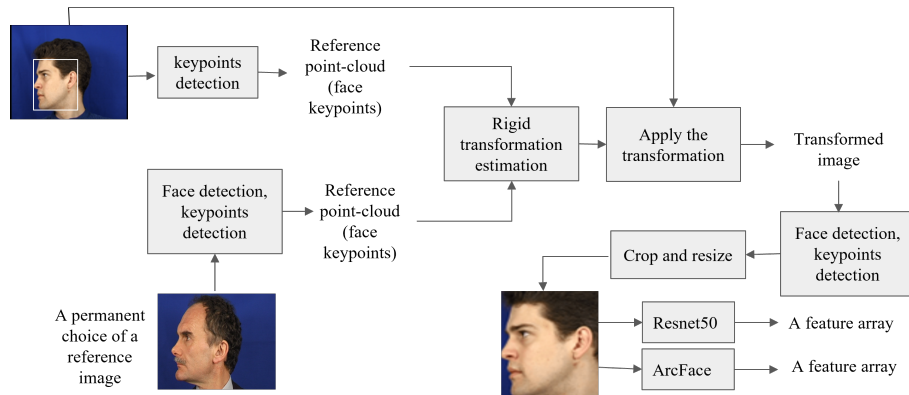 keypoints
detection
Reference
point-cloud
(face
keypoints)
Rigid
transformation
estimation
Apply the
transformation
Transformed
image
Face detection,
keypoints
detection
Reference
point-cloud
(face
keypoints)
Face detection,
keypoints
detection
Crop and resize
A permanent
choice of a
reference
image
Resnet50
A feature array
ArcFace
A feature array